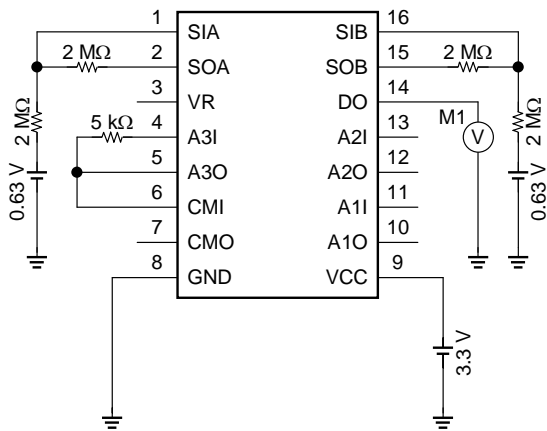 1 SIA SIB 16
2 MΩ 2 SOA SOB 15 2 MΩ
3 VR DO 14
M1 V
5 kΩ 4 A3I A2I 13
5 A3O A2O 12
6 CMI A1I 11
7 CMO A1O 10
8 GND VCC 9
2 MΩ
0.63 V
2 MΩ
0.63 V
3.3 V